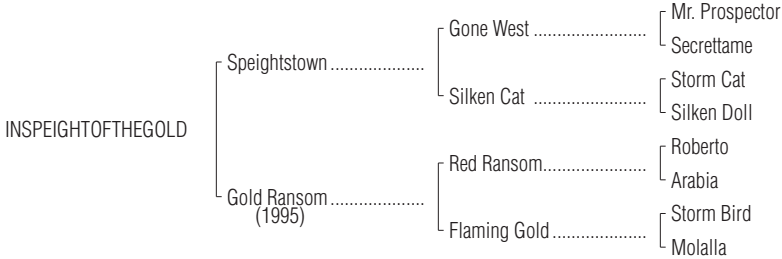 Mr. Prospector
Gone West ........................
Secrettame
Speightstown ....................
Storm Cat
Silken Cat ........................
Silken Doll
INSPEIGHTOFTHEGOLD
Roberto
Red Ransom......................
Arabia
Gold Ransom ....................
(1995)
Storm Bird
Flaming Gold ....................
Molalla